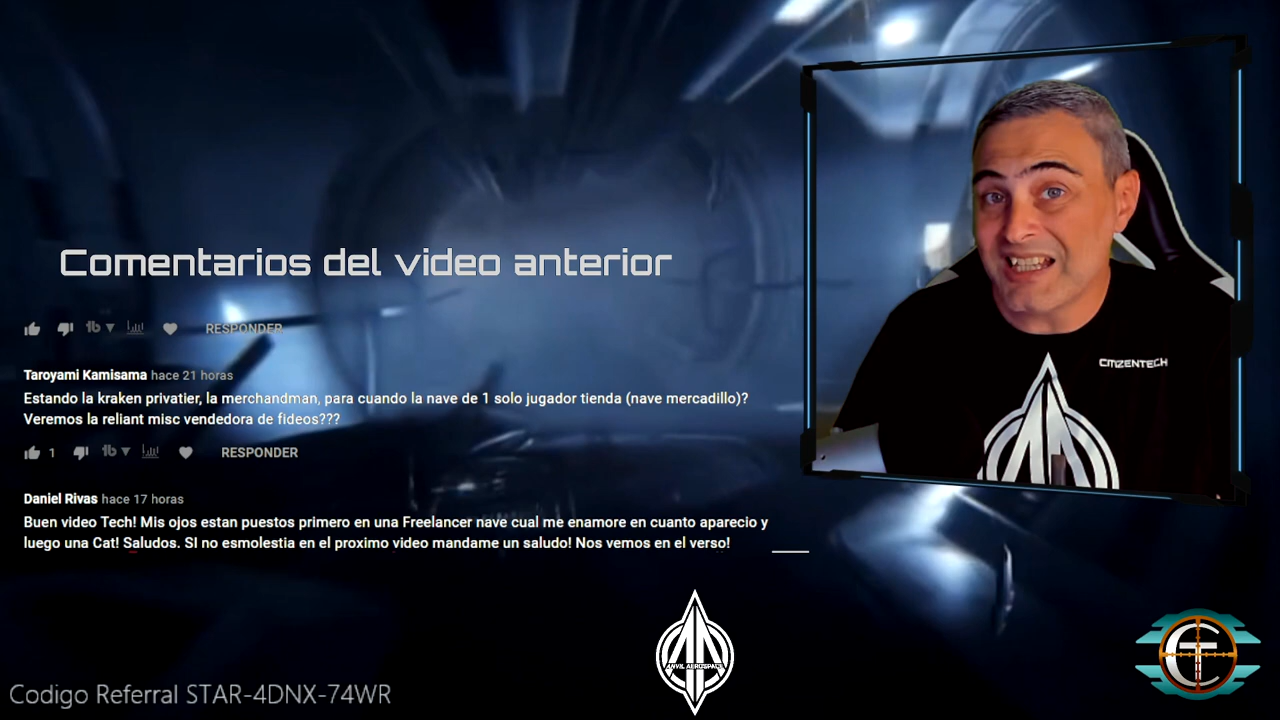 Comentarios del video anterior
RESPONDER
Taroyami Kamisama hace 21 horas
Estando la kraken privatier, la merchandman, para cuando la nave de 1 solo jugador tienda (nave mercadillo)?
Veremos la reliant misc vendedora de fideos???
1 RESPONDER
Daniel Rivas hace 17 horas
Buen video Tech! Mis ojos estan puestos primero en una Freelancer nave cual me enamore en cuanto aparecio y
luego una Cat! Saludos. SI no esmolestia en el proximo video mandame un saludo! Nos vemos en el verso!
CITIZENTECH
ANVIL AEROSPACE
CT
Codigo Referral STAR-4DNX-74WR